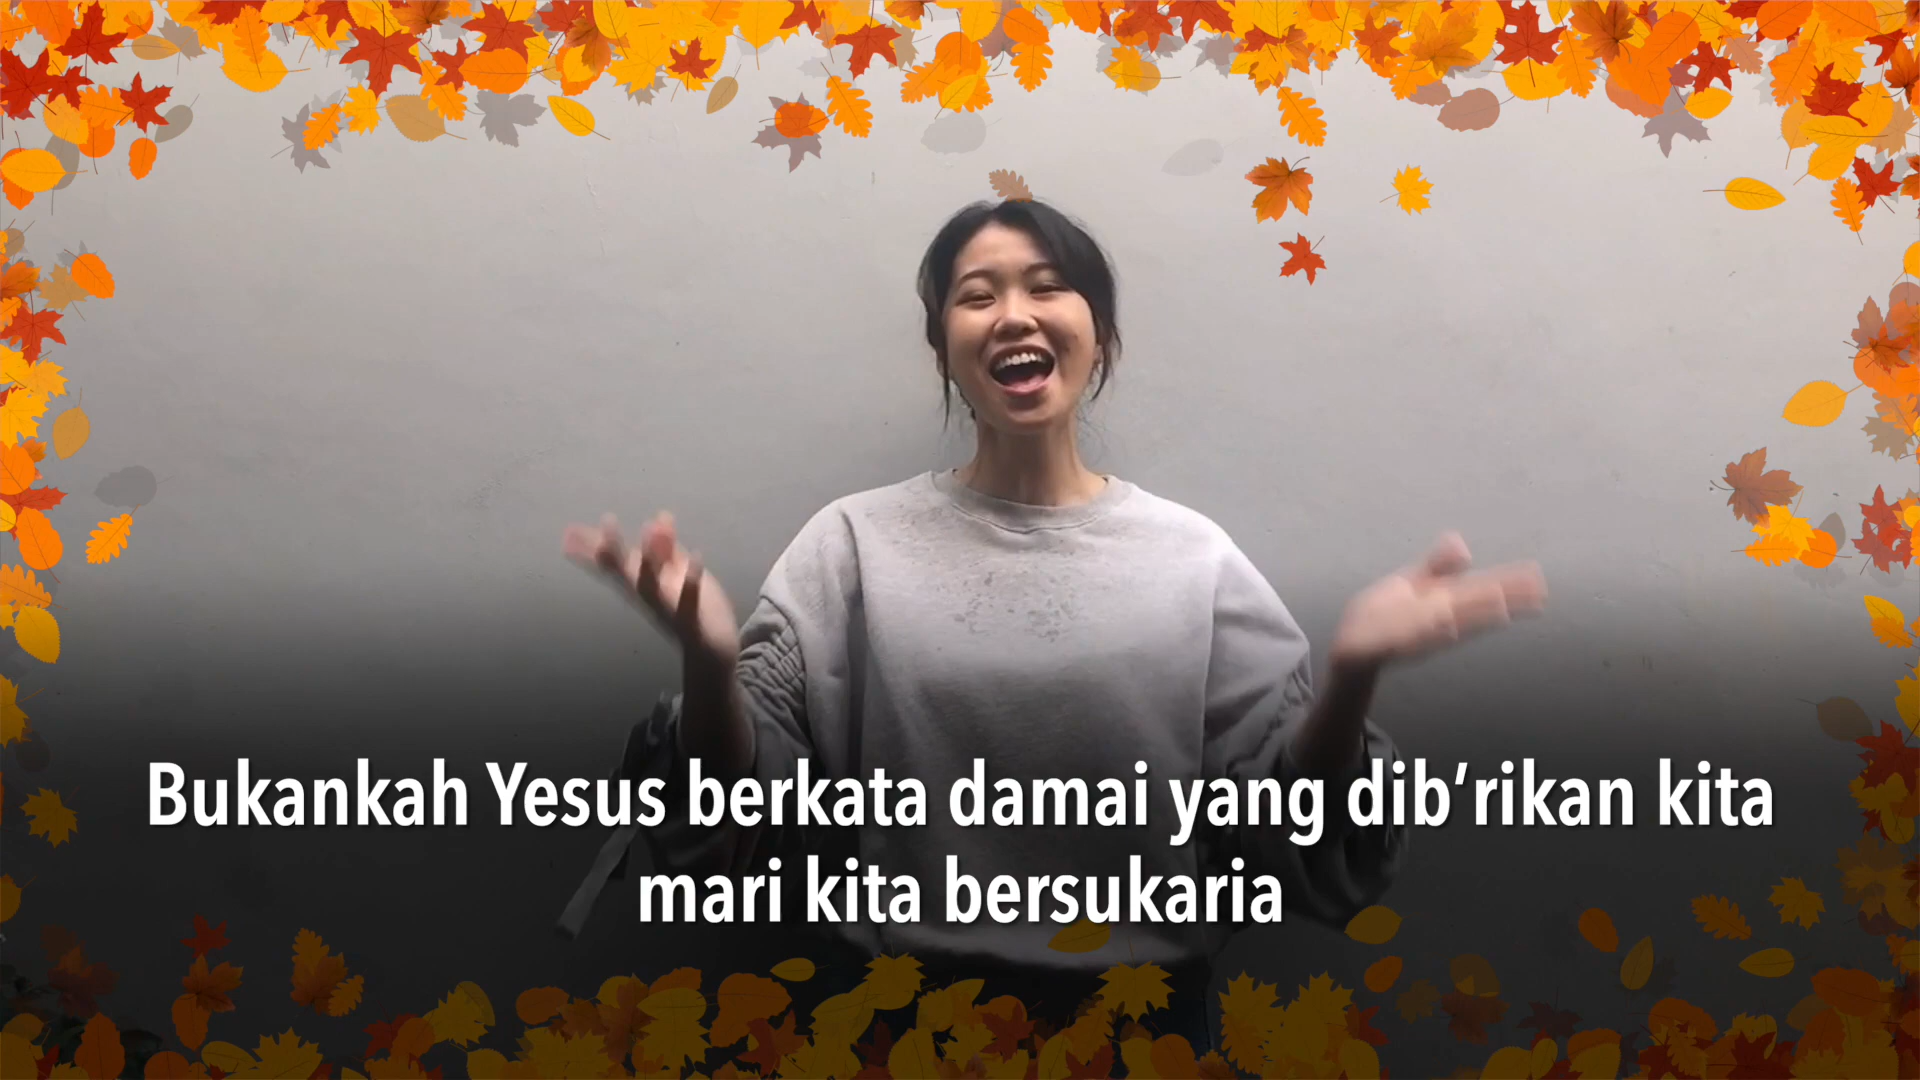 Bukankah Yesus berkata damai yang dib’rikan kita
mari kita bersukaria